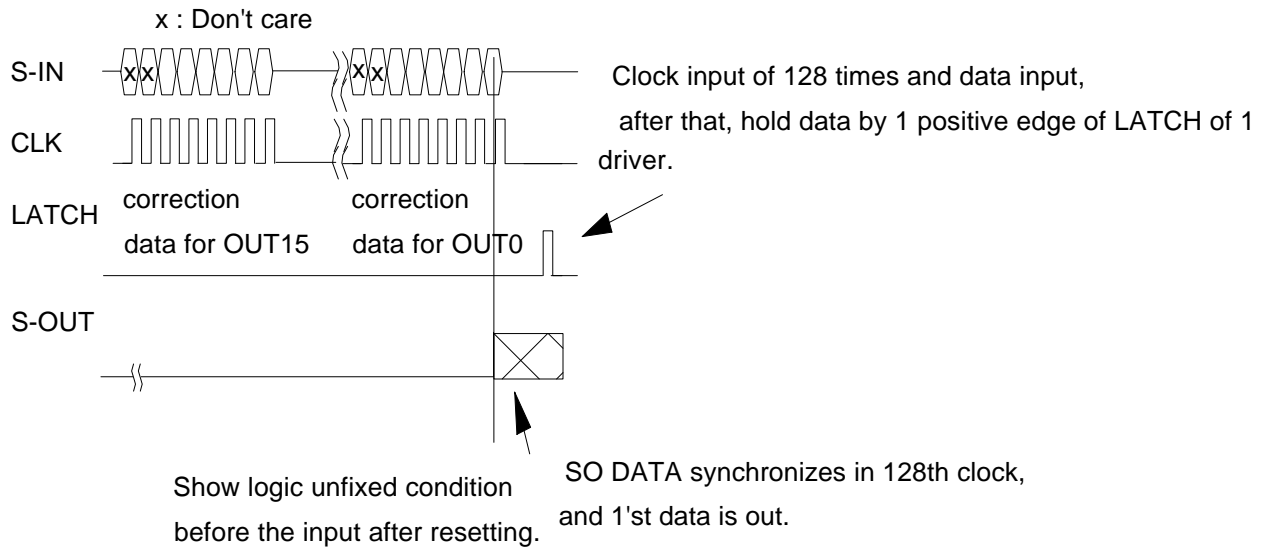 x : Don't care
S-IN
x x
x x
Clock input of 128 times and data input,
after that, hold data by 1 positive edge of LATCH of 1
driver.
CLK
LATCH
correction
data for OUT15
correction
data for OUT0
S-OUT
Show logic unfixed condition
before the input after resetting.
SO DATA synchronizes in 128th clock,
and 1'st data is out.